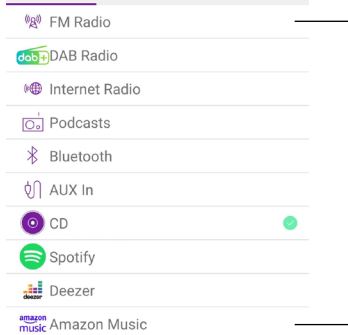 FM Radio
dab+ DAB Radio
Internet Radio
Podcasts
Bluetooth
AUX In
CD
Spotify
deezer Deezer
amazon music Amazon Music